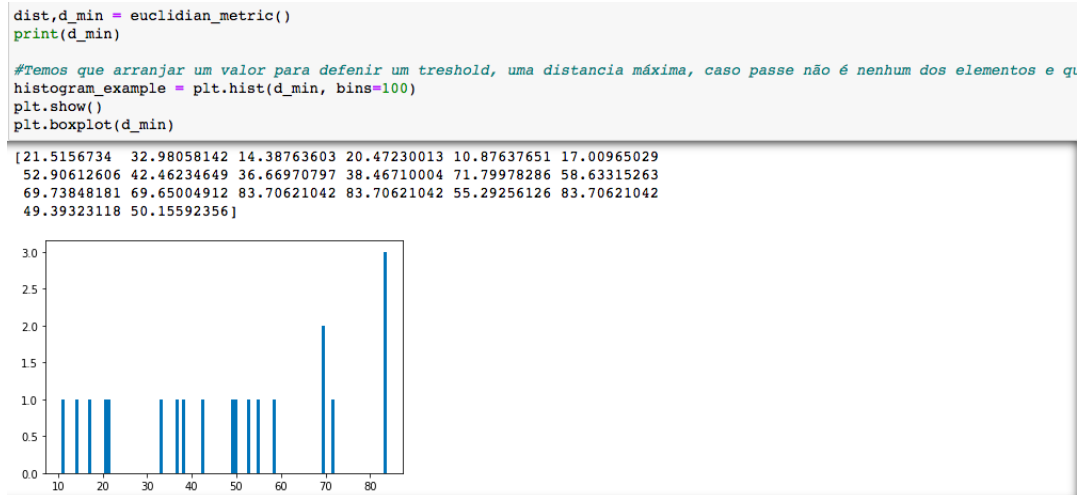 dist,d_min = euclidian_metric()
print(d_min)
#Temos que arranjar um valor para defenir um treshold, uma distancia máxima, caso passe não é nenhum dos elementos e qu
histogram_example = plt.hist(d_min, bins=100)
plt.show()
plt.boxplot(d_min)
[21.5156734  32.98058142 14.38763603 20.47230013 10.87637651 17.00965029
52.90612606 42.46234649 36.66970797 38.46710004 71.79978286 58.63315263
69.73848181 69.65004912 83.70621042 83.70621042 55.29256126 83.70621042
49.39323118 50.15592356]
3.0
2.5
2.0
1.5
1.0
0.5
0.0
10 20 30 40 50 60 70 80